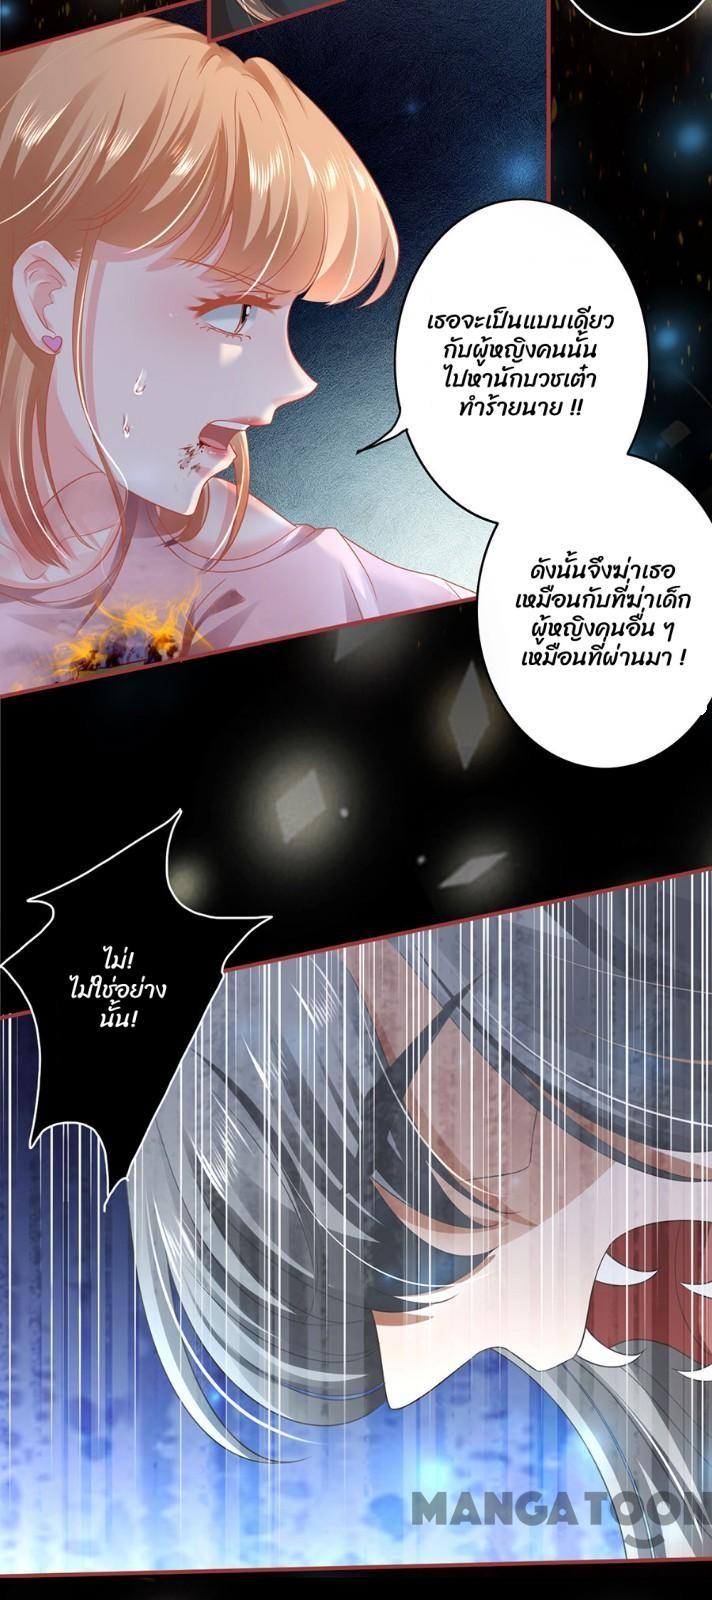 เธอจะเป็นแบบเดียว
กับผู้หญิงคนนั้น
ไปหานักบวชเต๋า
ทำร้ายนาย !!
ดังนั้นจึงฆ่าเธอ
เหมือนกับที่ฆ่าเด็ก
ผู้หญิงคนอื่น ๆ
เหมือนที่ผ่านมา !
ไม่!
ไม่ใช่อย่าง
นั้น!
MANGATOON